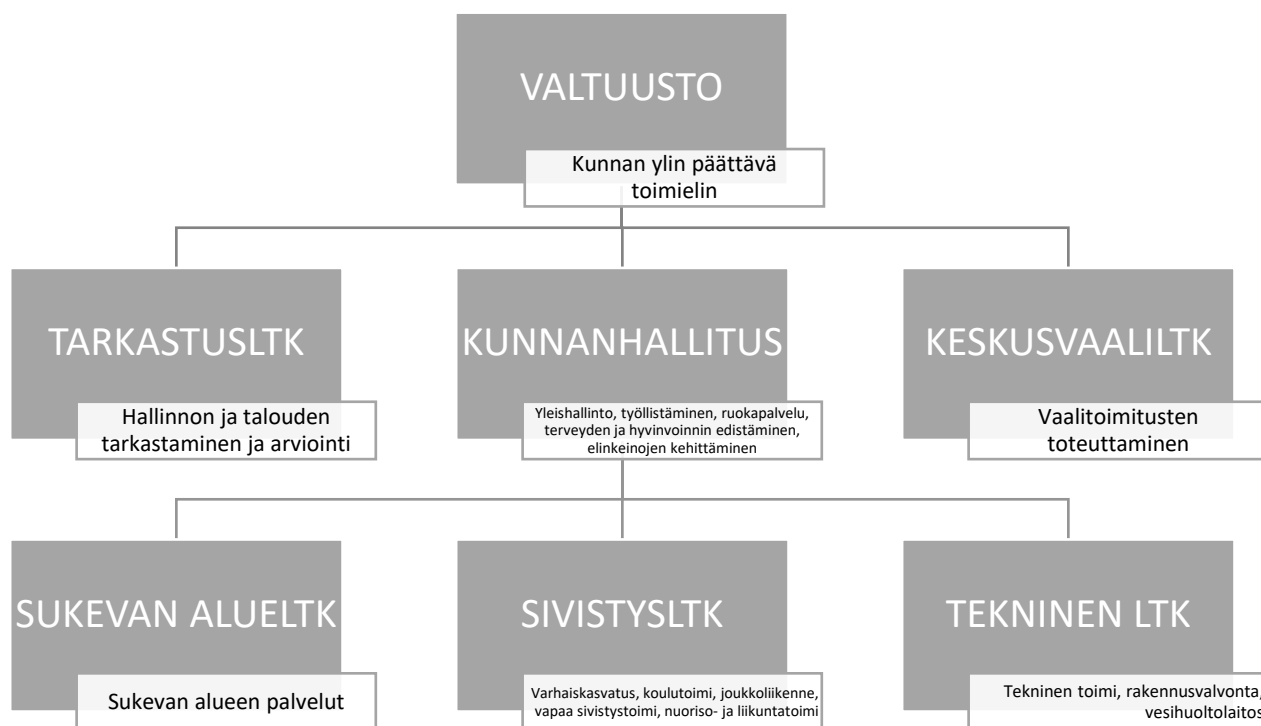 VALTUUSTO
Kunnan ylin päättävä
toimielin
TARKASTUSLTK
Hallinnon ja talouden
tarkastaminen ja arviointi
KUNNANHALLITUS
Yleishallinto, työllistäminen, ruokapalvelu,
terveyden ja hyvinvoinnin edistäminen,
elinkeinojen kehittäminen
KESKUSVAALILTK
Vaalitoimitusten
toteuttaminen
SUKEVAN ALUELTK
Sukevan alueen palvelut
SIVISTYSLTK
Varhaiskasvatus, koulutoimi, joukkoliikenne,
vapaa sivistystoimi, nuoriso- ja liikuntatoimi
TEKNINEN LTK
Tekninen toimi, rakennusvalvonta,
vesihuoltolaitos